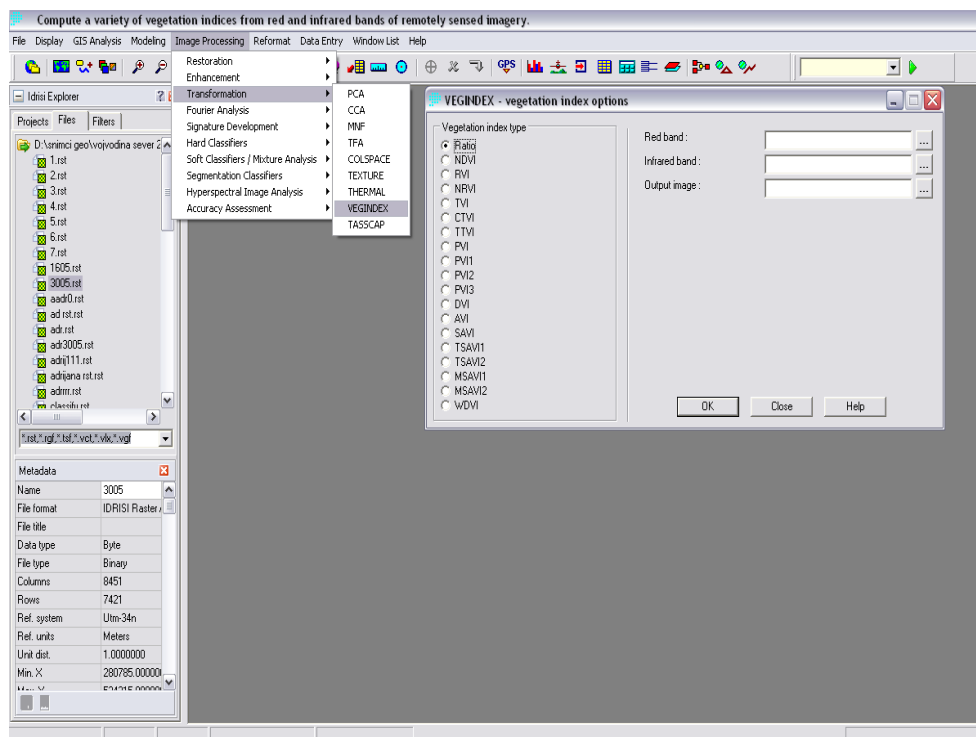 Compute a variety of vegetation indices from red and infrared bands of remotely sensed imagery.
File Display GIS Analysis Modeling Image Processing Reformat Data Entry Window List Help
GPS
Restoration
Enhancement
Transformation
Fourier Analysis
Signature Development
Hard Classifiers
Soft Classifiers / Mixture Analysis
Segmentation Classifiers
Hyperspectral Image Analysis
Accuracy Assessment
PCA
CCA
MNF
TFA
COLSPACE
TEXTURE
THERMAL
VEGINDEX
TASSCAP
Idrisi Explorer
Projects Files Filters
D:\snimci geo\vojvodina sever 2
1.rst
2.rst
3.rst
4.rst
5.rst
6.rst
7.rst
1605.rst
3005.rst
aadr0.rst
ad rst.rst
adr.rst
adr3005.rst
adrij111.rst
adrijana rst.rst
adrrrr.rst
classifu.rst
*.rst,*.rgf,*.tsf,*.vct,*.vlx,*.vgf
Metadata
Name 3005
File format IDRISI Raster
File title
Data type Byte
File type Binary
Columns 8451
Rows 7421
Ref. system Utm-34n
Ref. units Meters
Unit dist. 1.0000000
Min. X 280785.00000
VEGINDEX - vegetation index options
Vegetation index type
Ratio
NDVI
RVI
NRVI
TVI
CTVI
TTVI
PVI
PVI1
PVI2
PVI3
DVI
AVI
SAVI
TSAVI1
TSAVI2
MSAVI1
MSAVI2
WDVI
Red band :
...
Infrared band :
...
Output image :
...
OK Close Help